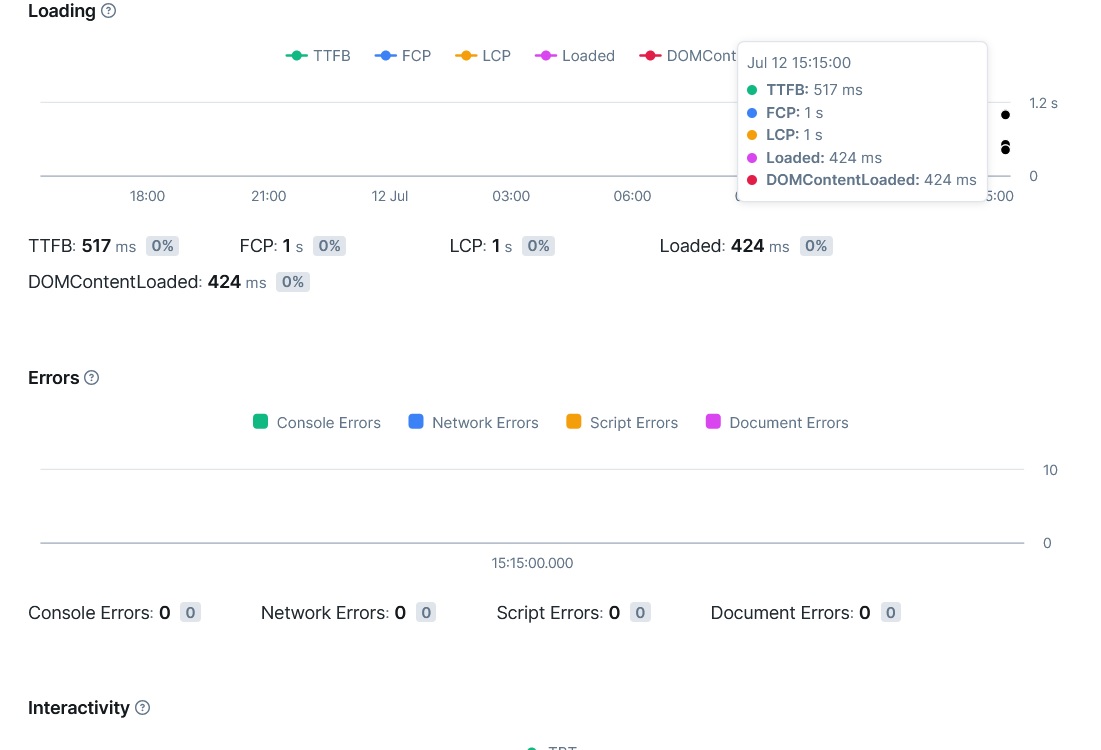 Loading
TTFB FCP LCP Loaded DOMCont
Jul 12 15:15:00
TTFB: 517 ms
FCP: 1 s
LCP: 1 s
Loaded: 424 ms
DOMContentLoaded: 424 ms
1.2 s
0
18:00 21:00 12 Jul 03:00 06:00 5:00
TTFB: 517 ms 0% FCP: 1 s 0% LCP: 1 s 0% Loaded: 424 ms 0%
DOMContentLoaded: 424 ms 0%
Errors
Console Errors Network Errors Script Errors Document Errors
10
0
15:15:00.000
Console Errors: 0 0 Network Errors: 0 0 Script Errors: 0 0 Document Errors: 0 0
Interactivity
TBT